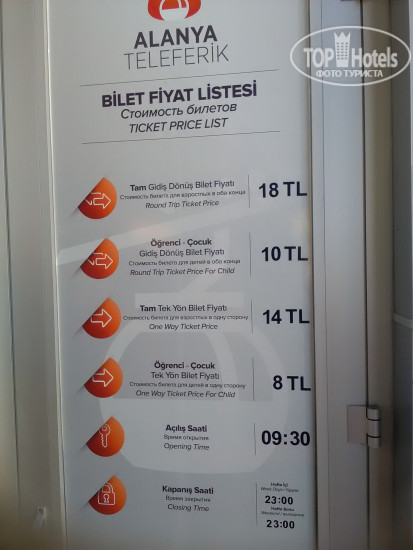 TOPHotels
ФОТО ТУРИСТА
ALANYA
TELEFERİK
BİLET FİYAT LİSTESİ
Стоимость билетов
TICKET PRICE LIST
Tam Gidiş Dönüş Bilet Fiyatı
Стоимость билета для взрослых в оба конца
Round Trip Ticket Price
18 TL
Öğrenci - Çocuk
Gidiş Dönüş Bilet Fiyatı
Стоимость билета для детей в оба конца
Round Trip Ticket Price For Child
10 TL
Tam Tek Yön Bilet Fiyatı
Стоимость билета для взрослых в одну сторону
One Way Ticket Price
14 TL
Öğrenci - Çocuk
Tek Yön Bilet Fiyatı
Стоимость билета для детей в одну сторону
One Way Ticket Price For Child
8 TL
Açılış Saati
Время открытия
Opening Time
09:30
Kapanış Saati
Время закрытия
Closing Time
Hafta İçi
23:00
Hafta Sonu
23:00